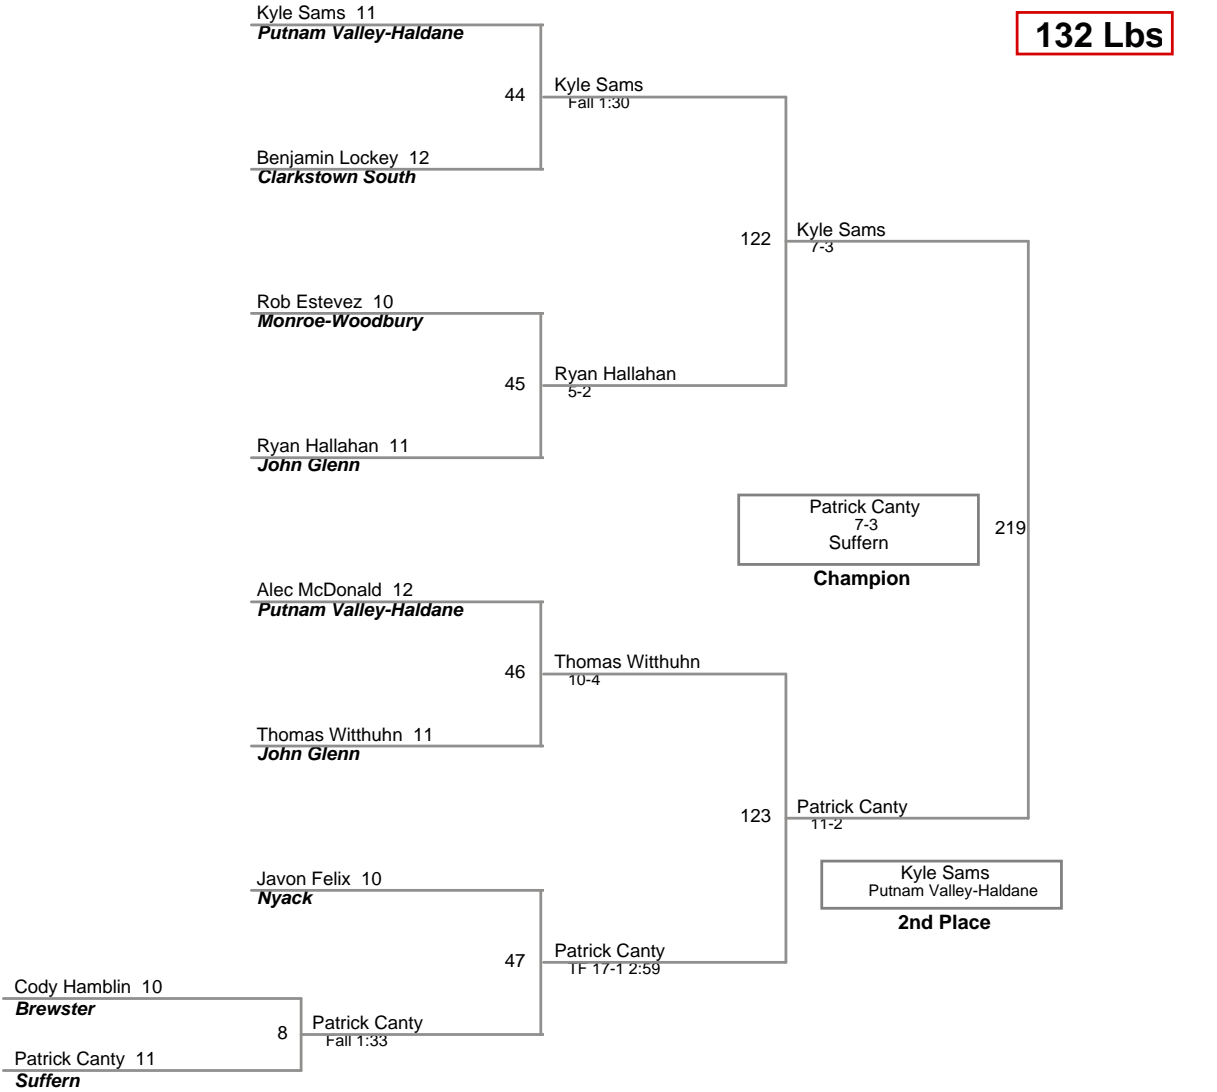 Kyle Sams 11
Putnam Valley-Haldane
132 Lbs
44
Kyle Sams
Fall 1:30
Benjamin Lockey 12
Clarkstown South
122
Kyle Sams
7-3
Rob Estevez 10
Monroe-Woodbury
45
Ryan Hallahan
5-2
Ryan Hallahan 11
John Glenn
Patrick Canty
7-3
Suffern
219
Champion
Alec McDonald 12
Putnam Valley-Haldane
46
Thomas Witthuhn
10-4
Thomas Witthuhn 11
John Glenn
123
Patrick Canty
11-2
Javon Felix 10
Nyack
Kyle Sams
Putnam Valley-Haldane
2nd Place
47
Patrick Canty
TF 17-1 2:59
Cody Hamblin 10
Brewster
8
Patrick Canty
Fall 1:33
Patrick Canty 11
Suffern